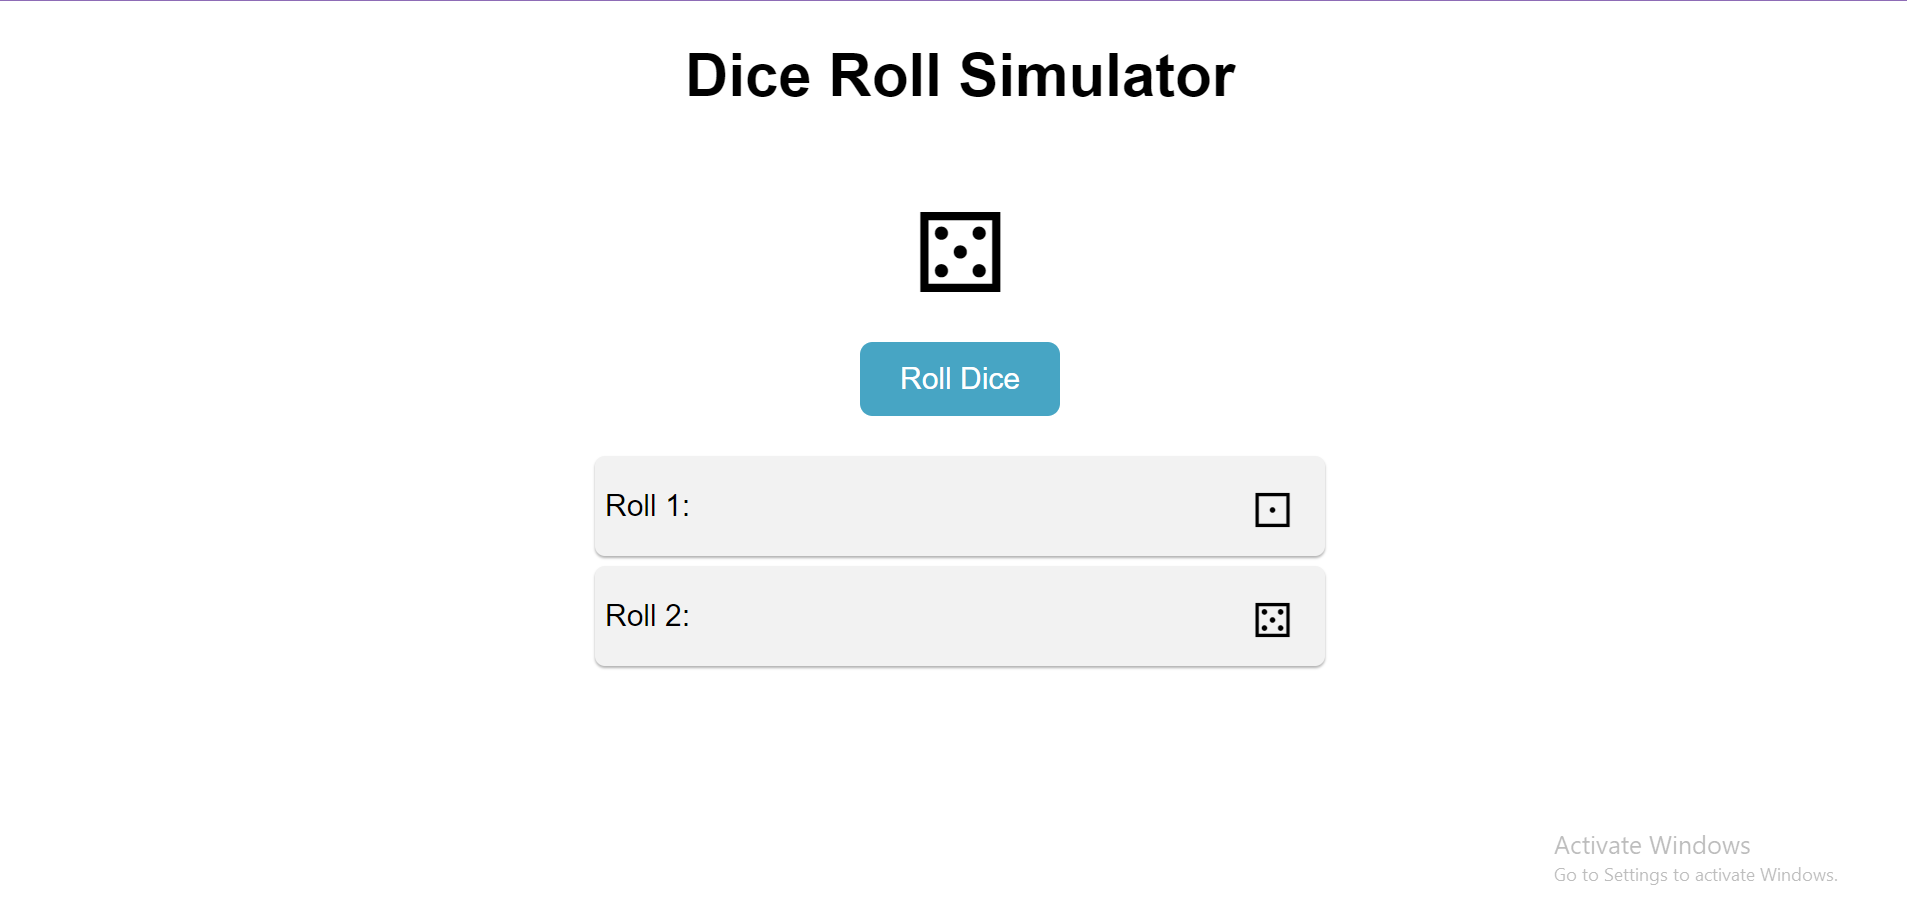 Dice Roll Simulator
Roll Dice
Roll 1:
Roll 2:
Activate Windows
Go to Settings to activate Windows.